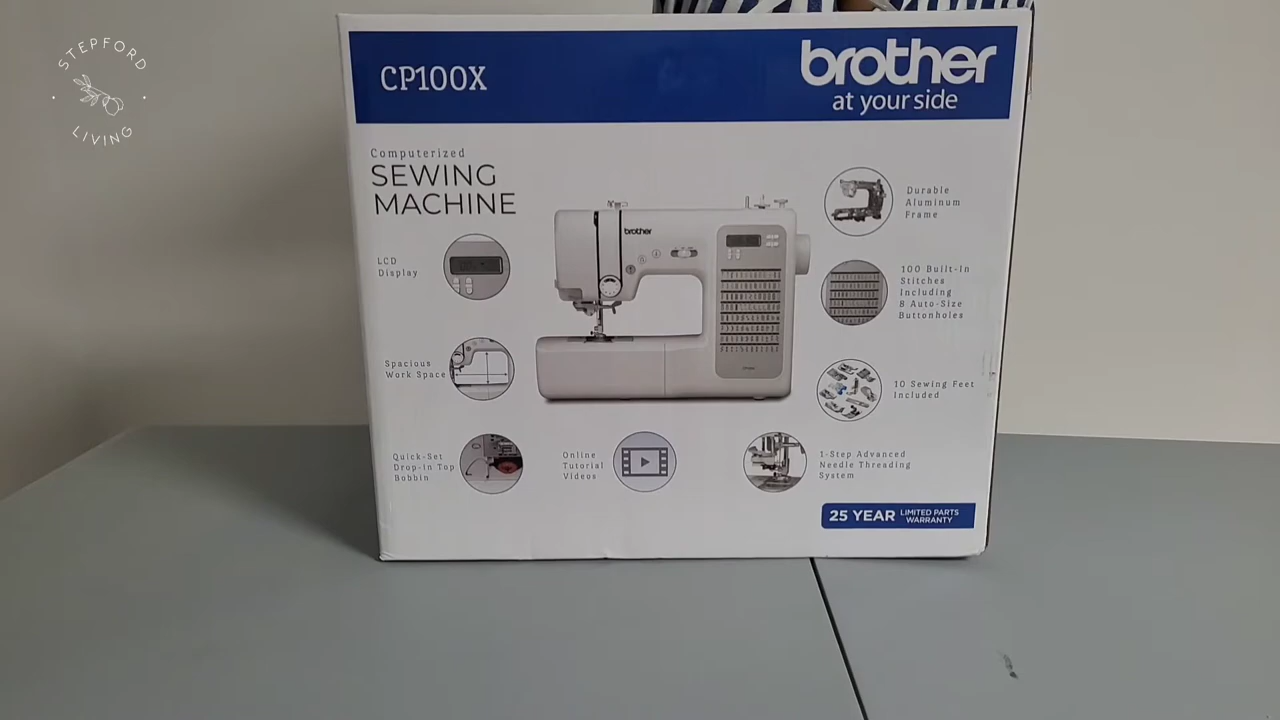 STEPFORD
LIVING
CP100X
brother
at your side
Computerized
SEWING
MACHINE
brother
LCD
Display
Durable
Aluminum
Frame
100 Built-In
Stitches
Including
8 Auto-Size
Buttonholes
Spacious
Work Space
10 Sewing Feet
Included
Quick-Set
Drop-in Top
Bobbin
Online
Tutorial
Videos
1-Step Advanced
Needle Threading
System
25 YEAR LIMITED PARTS
WARRANTY